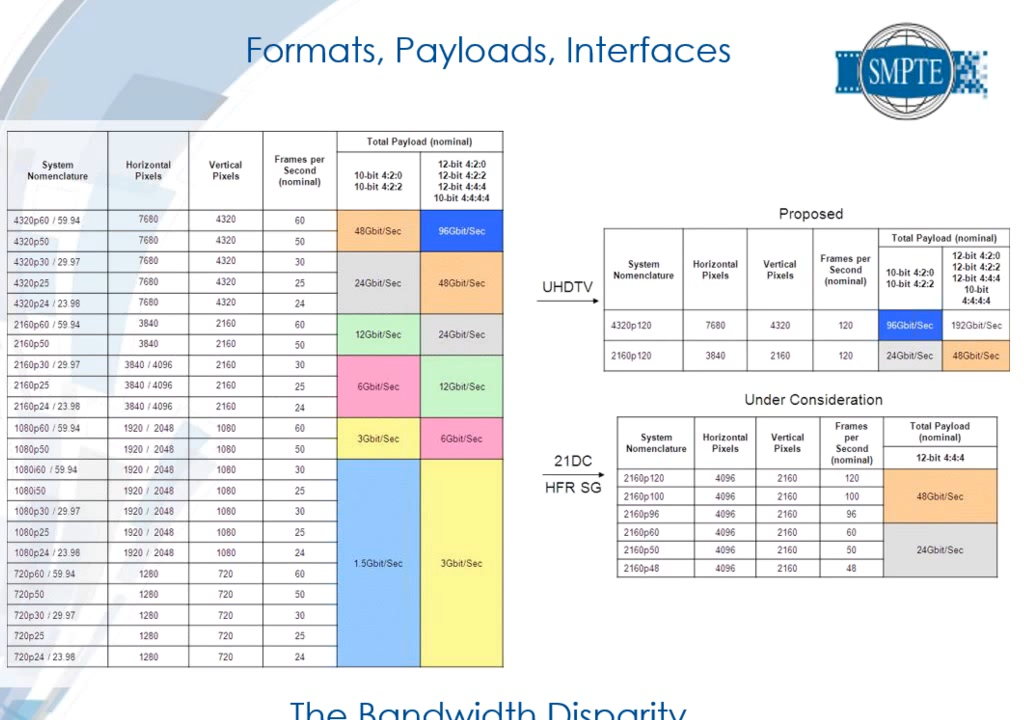 Formats, Payloads, Interfaces
SMPTE
System Nomenclature Horizontal Pixels Vertical Pixels Frames per Second (nominal) Total Payload (nominal)
10-bit 4:2:0 10-bit 4:2:2 12-bit 4:2:0 12-bit 4:2:2 12-bit 4:4:4 10-bit 4:4:4:4
4320p60 / 59.94 7680 4320 60 48Gbit/Sec 96Gbit/Sec
4320p50 7680 4320 50
4320p30 / 29.97 7680 4320 30 24Gbit/Sec 48Gbit/Sec
4320p25 7680 4320 25
4320p24 / 23.98 7680 4320 24
2160p60 / 59.94 3840 2160 60 12Gbit/Sec 24Gbit/Sec
2160p50 3840 2160 50
2160p30 / 29.97 3840 / 4096 2160 30 6Gbit/Sec 12Gbit/Sec
2160p25 3840 / 4096 2160 25
2160p24 / 23.98 3840 / 4096 2160 24
1080p60 / 59.94 1920 / 2048 1080 60 3Gbit/Sec 6Gbit/Sec
1080p50 1920 / 2048 1080 50
1080i60 / 59.94 1920 / 2048 1080 30 1.5Gbit/Sec 3Gbit/Sec
1080i50 1920 / 2048 1080 25
1080p30 / 29.97 1920 / 2048 1080 30
1080p25 1920 / 2048 1080 25
1080p24 / 23.98 1920 / 2048 1080 24
720p60 / 59.94 1280 720 60
720p50 1280 720 50
720p30 / 29.97 1280 720 30
720p25 1280 720 25
720p24 / 23.98 1280 720 24
UHDTV
Proposed
System Nomenclature Horizontal Pixels Vertical Pixels Frames per Second (nominal) Total Payload (nominal)
10-bit 4:2:0 10-bit 4:2:2 12-bit 4:2:0 12-bit 4:2:2 12-bit 4:4:4 10-bit 4:4:4:4
4320p120 7680 4320 120 96Gbit/Sec 192Gbit/Sec
2160p120 3840 2160 120 24Gbit/Sec 48Gbit/Sec
Under Consideration
21DC
HFR SG
System Nomenclature Horizontal Pixels Vertical Pixels Frames per Second (nominal) Total Payload (nominal)
12-bit 4:4:4
2160p120 4096 2160 120 48Gbit/Sec
2160p100 4096 2160 100
2160p96 4096 2160 96
2160p60 4096 2160 60 24Gbit/Sec
2160p50 4096 2160 50
2160p48 4096 2160 48
The Bandwidth Disparity